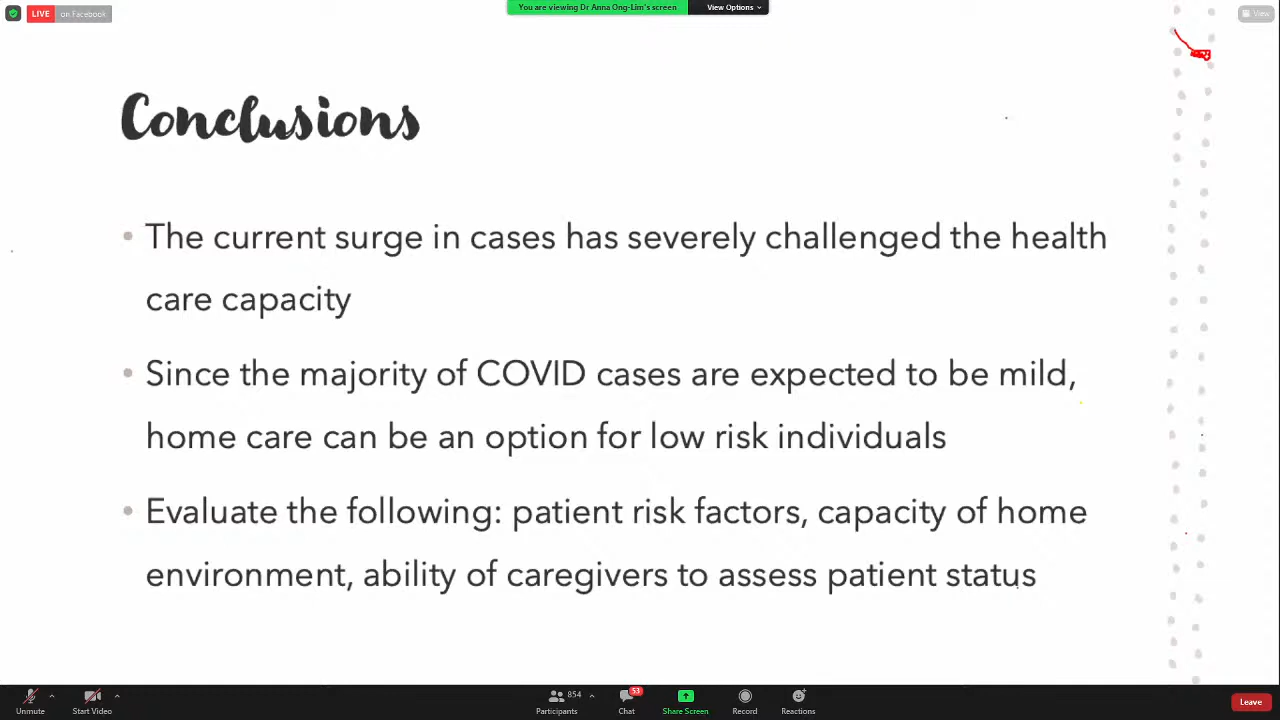 LIVE on Facebook You are viewing Dr Anna Ong-Lim's screen View Options View
Conclusions
• The current surge in cases has severely challenged the health
care capacity
• Since the majority of COVID cases are expected to be mild,
home care can be an option for low risk individuals
• Evaluate the following: patient risk factors, capacity of home
environment, ability of caregivers to assess patient status
854 53
Unmute Start Video Participants Chat Share Screen Record Reactions Leave